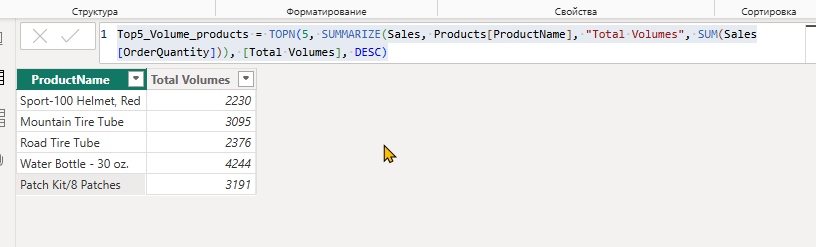 Структура Форматирование Свойства Сортировка
1 Top5_Volume_products = TOPN(5, SUMMARIZE(Sales, Products[ProductName], "Total Volumes", SUM(Sales
[OrderQuantity])), [Total Volumes], DESC)
ProductName Total Volumes
Sport-100 Helmet, Red 2230
Mountain Tire Tube 3095
Road Tire Tube 2376
Water Bottle - 30 oz. 4244
Patch Kit/8 Patches 3191